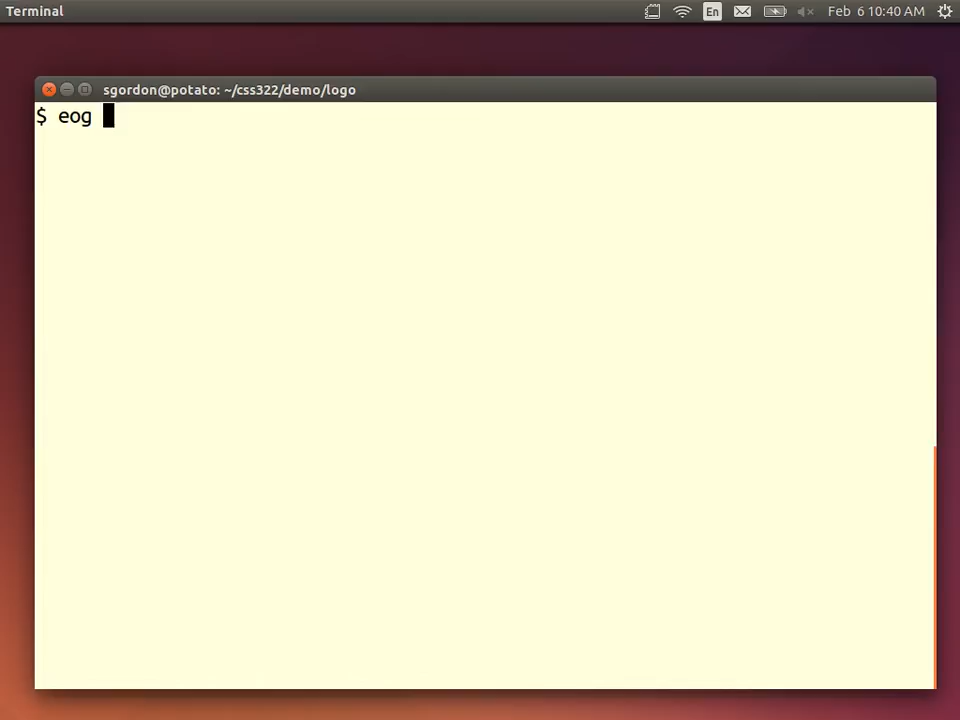 Terminal
En
Feb 6 10:40 AM
sgordon@potato: ~/css322/demo/logo
$ eog